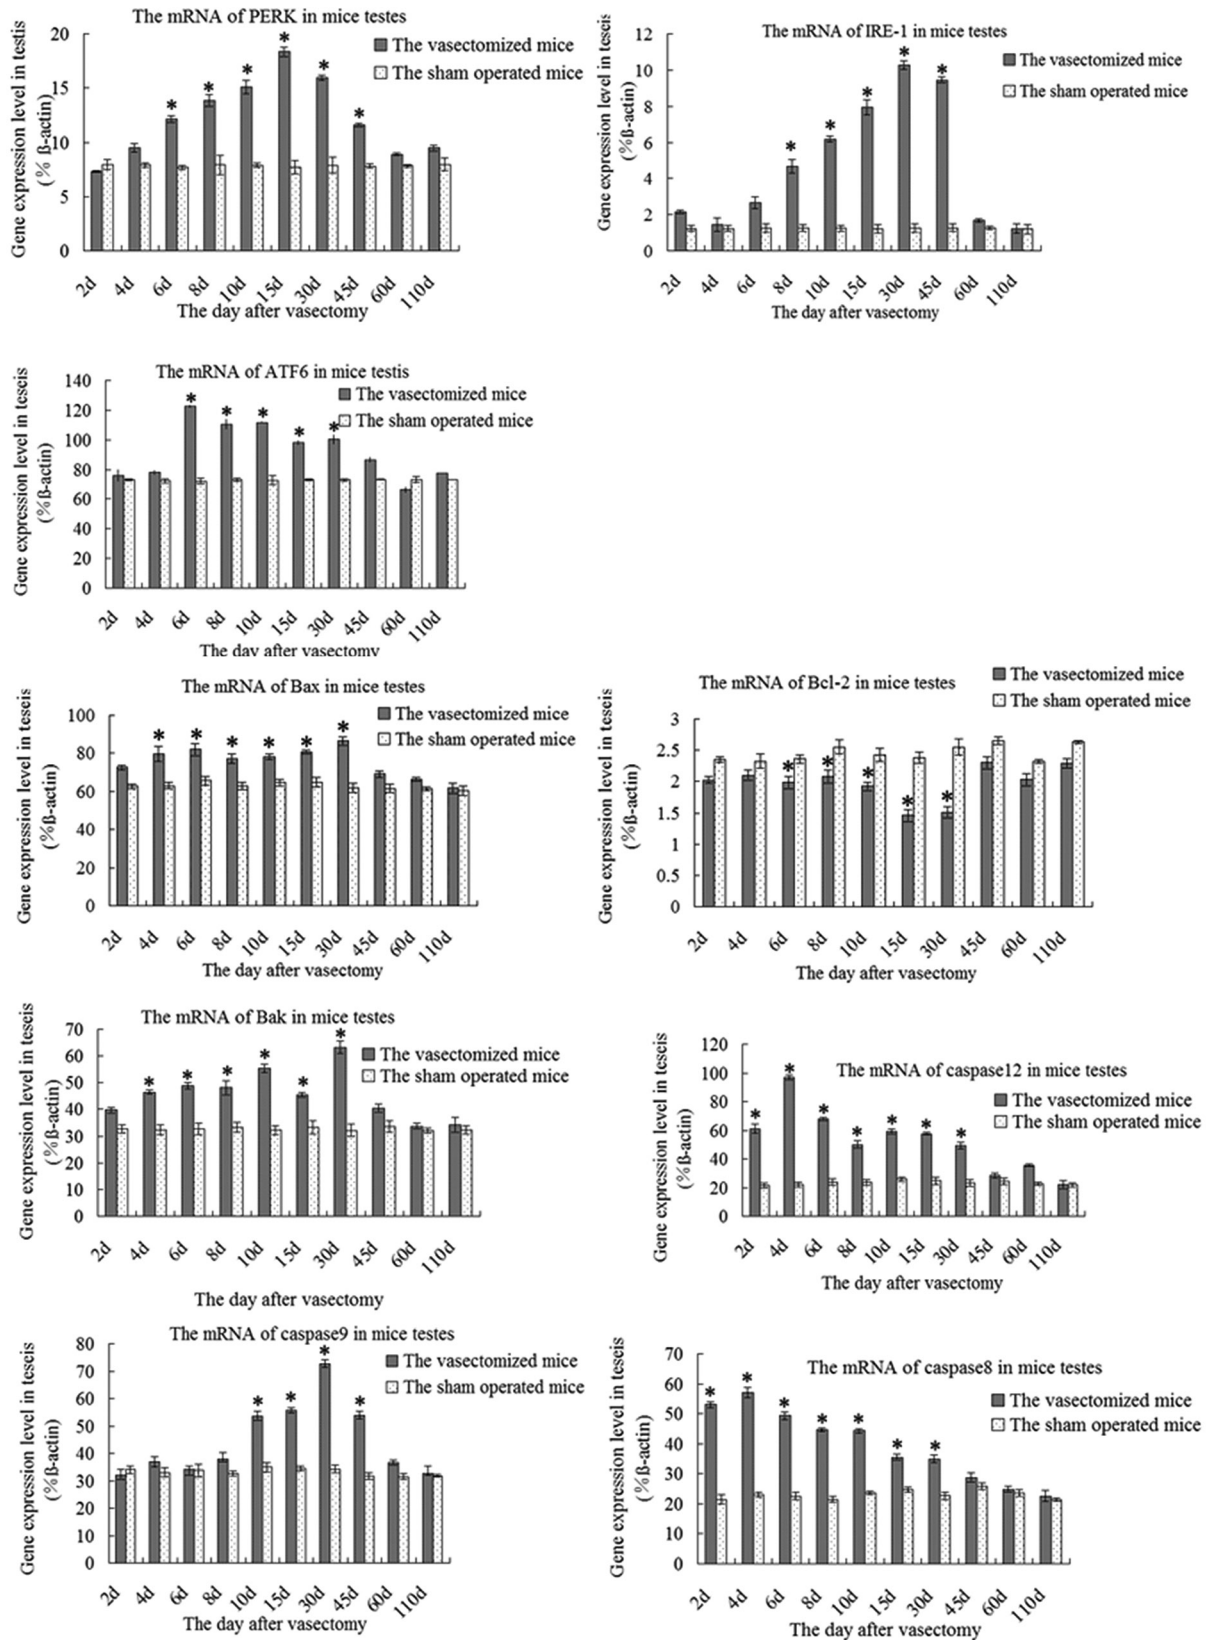 The mRNA of PERK in mice testes
Gene expression level in testis
(% ß-actin)
20
15
10
5
0
The vasectomized mice
The sham operated mice
2d 4d 6d 8d 10d 15d 30d 45d 60d 110d
The day after vasectomy
The mRNA of IRE-1 in mice testes
Gene expression level in tesceis
(%ß-actin)
12
10
8
6
4
2
0
The vasectomized mice
The sham operated mice
2d 4d 6d 8d 10d 15d 30d 45d 60d 110d
The day after vasectomy
The mRNA of ATF6 in mice testis
Gene expression level in tesceis
(%ß-actin)
140
120
100
80
60
40
20
0
The vasectomized mice
The sham operated mice
2d 4d 6d 8d 10d 15d 30d 45d 60d 110d
The day after vasectomy
The mRNA of Bax in mice testes
Gene expression level in tesceis
(%ß-actin)
100
80
60
40
20
0
The vasectomized mice
The sham operated mice
2d 4d 6d 8d 10d 15d 30d 45d 60d 110d
The day after vasectomy
The mRNA of Bcl-2 in mice testes
Gene expression level in tesceis
(%ß-actin)
3
2.5
2
1.5
1
0.5
0
The vasectomized mice
The sham operated mice
2d 4d 6d 8d 10d 15d 30d 45d 60d 110d
The day after vasectomy
The mRNA of Bak in mice testes
Gene expression level in tesceis
(%ß-actin)
70
60
50
40
30
20
10
0
The vasectomized mice
The sham operated mice
2d 4d 6d 8d 10d 15d 30d 45d 60d 110d
The day after vasectomy
The mRNA of caspase12 in mice testes
Gene expression level in tesceis
(%ß-actin)
120
100
80
60
40
20
0
The vasectomized mice
The sham operated mice
2d 4d 6d 8d 10d 15d 30d 45d 60d 110d
The day after vasectomy
The mRNA of caspase9 in mice testes
Gene expression level in tesceis
(%ß-actin)
80
70
60
50
40
30
20
10
0
The vasectomized mice
The sham operated mice
2d 4d 6d 8d 10d 15d 30d 45d 60d 110d
The day after vasectomy
The mRNA of caspase8 in mice testes
Gene expression level in tesceis
(%ß-actin)
70
60
50
40
30
20
10
0
The vasectomized mice
The sham operated mice
2d 4d 6d 8d 10d 15d 30d 45d 60d 110d
The day after vasectomy